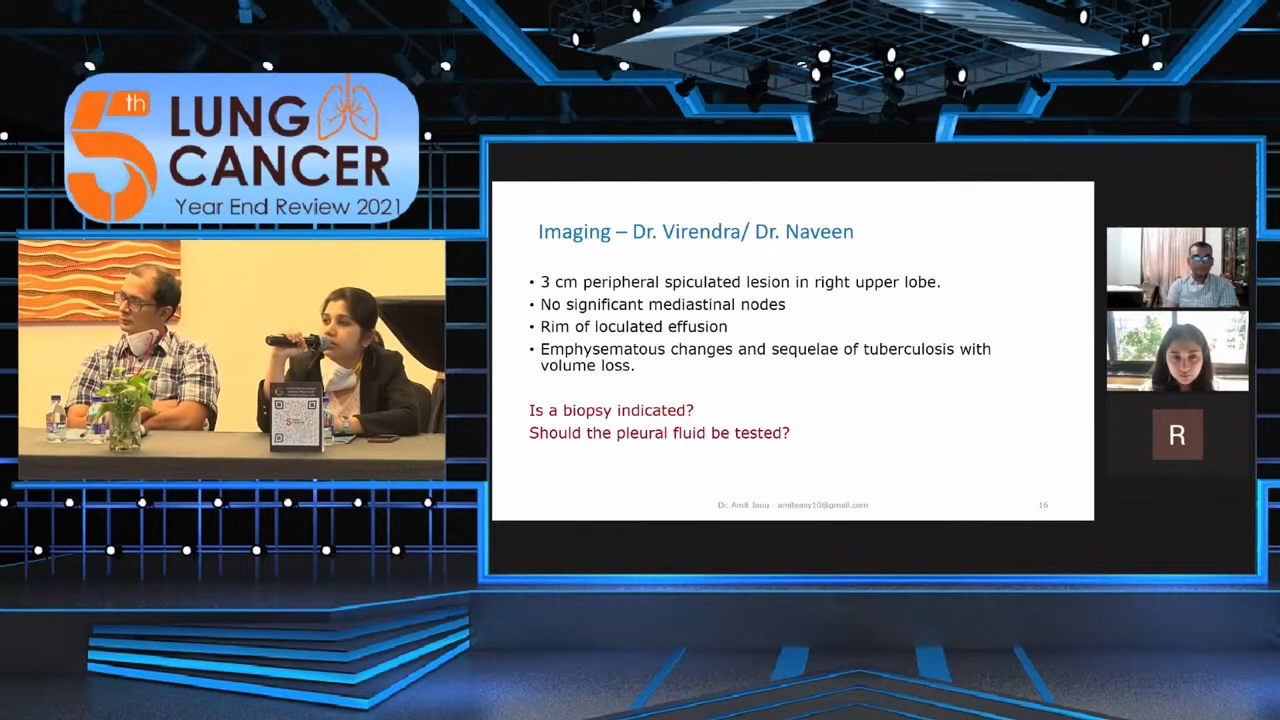 5th
LUNG
CANCER
Year End Review 2021
Imaging – Dr. Virendra/ Dr. Naveen
• 3 cm peripheral spiculated lesion in right upper lobe.
• No significant mediastinal nodes
• Rim of loculated effusion
• Emphysematous changes and sequelae of tuberculosis with
volume loss.
Is a biopsy indicated?
Should the pleural fluid be tested?
Dr. Amit - amiteasy10@gmail.com
16
R